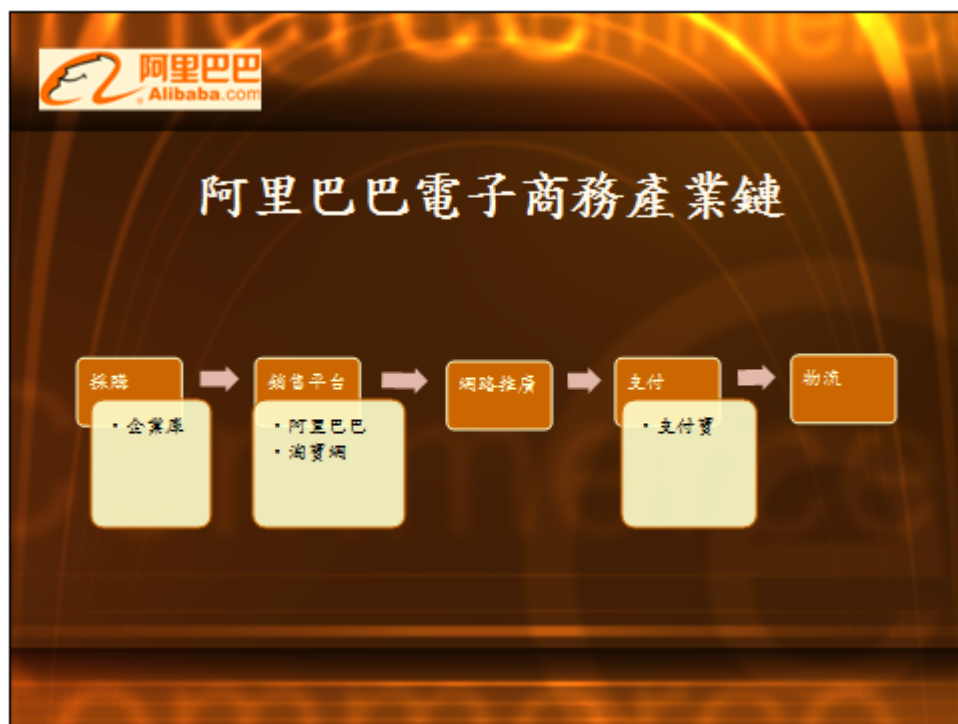 阿里巴巴
Alibaba.com
阿里巴巴電子商務產業鏈
採購
・企業庫
銷售平台
・阿里巴巴
・淘寶網
網路推廣
支付
・支付寶
物流